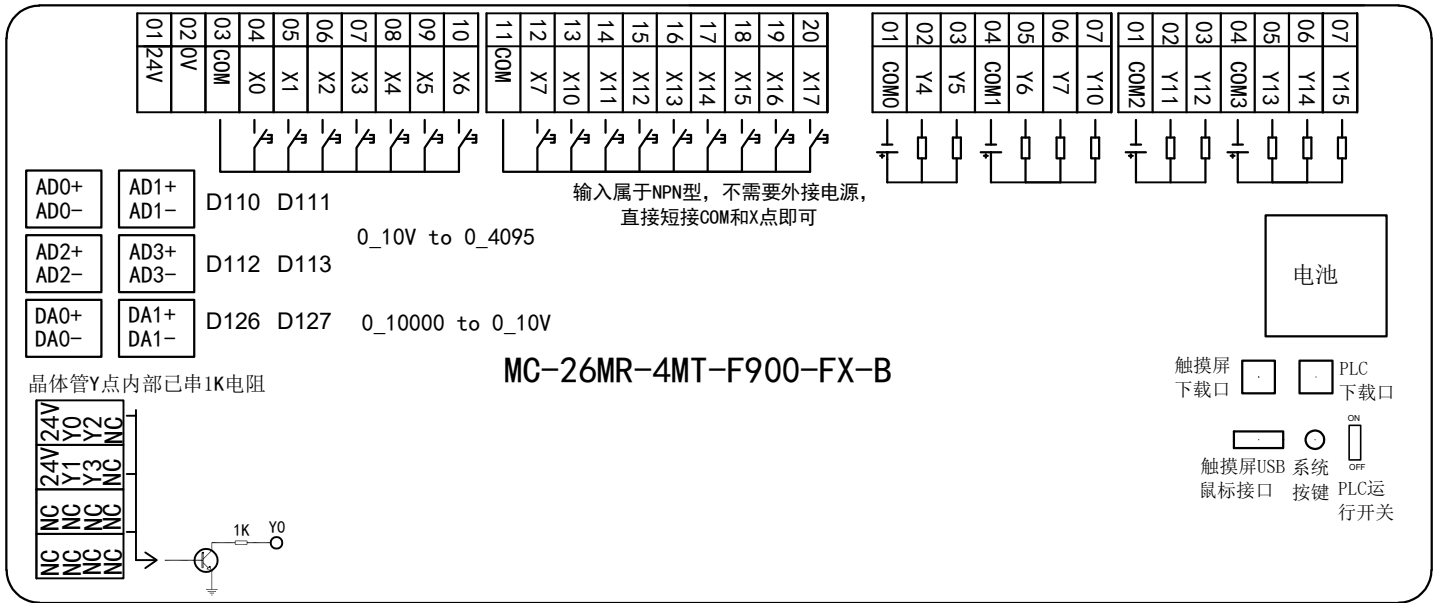 01 02 03 04 05 06 07 08 09 10
24V 0V COM X0 X1 X2 X3 X4 X5 X6
11 12 13 14 15 16 17 18 19 20
COM X7 X10 X11 X12 X13 X14 X15 X16 X17
01 02 03 04 05 06 07
COM0 Y4 Y5 COM1 Y6 Y7 Y10
01 02 03 04 05 06 07
COM2 Y11 Y12 COM3 Y13 Y14 Y15
输入属于NPN型, 不需要外接电源,
直接短接COM和X点即可
AD0+ AD1+
AD0- AD1-
D110 D111
0_10V to 0_4095
AD2+ AD3+
AD2- AD3-
D112 D113
DA0+ DA1+
DA0- DA1-
D126 D127
0_10000 to 0_10V
电池
MC-26MR-4MT-F900-FX-B
晶体管Y点内部已串1K电阻
24V Y0 Y2 NC
24V Y1 Y3 NC
NC NC NC NC
NC NC NC NC
1K Y0
触摸屏
下载口
PLC
下载口
ON
OFF
触摸屏USB
鼠标接口
系统
按键
PLC运
行开关